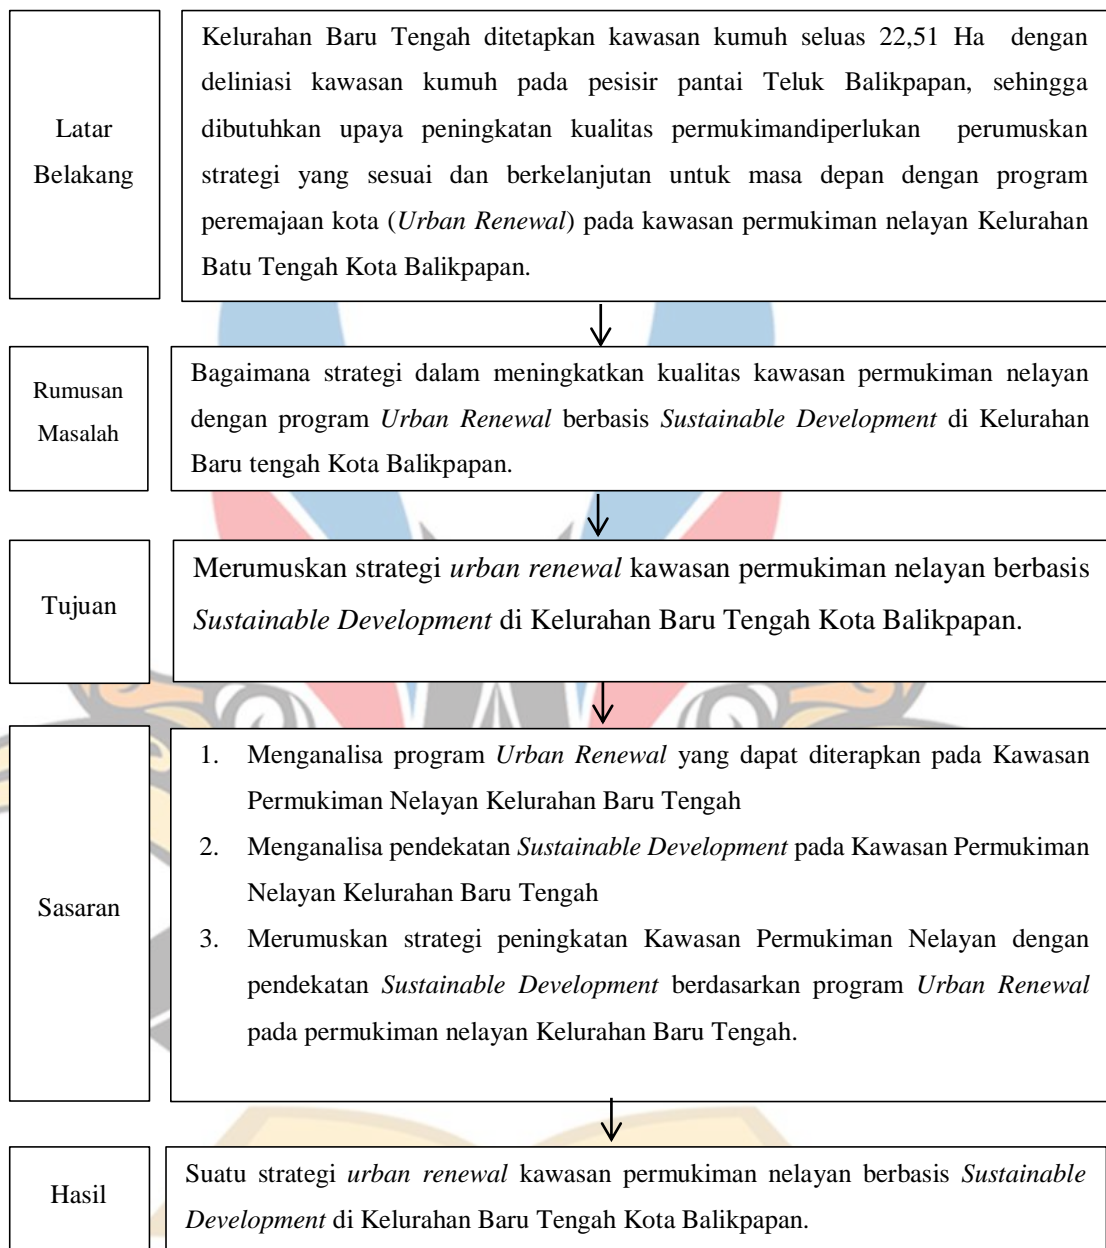 Latar
Belakang
Kelurahan Baru Tengah ditetapkan kawasan kumuh seluas 22,51 Ha dengan
deliniasi kawasan kumuh pada pesisir pantai Teluk Balikpapan, sehingga
dibutuhkan upaya peningkatan kualitas permukimandiperlukan perumuskan
strategi yang sesuai dan berkelanjutan untuk masa depan dengan program
peremajaan kota (Urban Renewal) pada kawasan permukiman nelayan Kelurahan
Batu Tengah Kota Balikpapan.
Rumusan
Masalah
Bagaimana strategi dalam meningkatkan kualitas kawasan permukiman nelayan
dengan program Urban Renewal berbasis Sustainable Development di Kelurahan
Baru tengah Kota Balikpapan.
Tujuan
Merumuskan strategi urban renewal kawasan permukiman nelayan berbasis
Sustainable Development di Kelurahan Baru Tengah Kota Balikpapan.
Sasaran
1. Menganalisa program Urban Renewal yang dapat diterapkan pada Kawasan
Permukiman Nelayan Kelurahan Baru Tengah
2. Menganalisa pendekatan Sustainable Development pada Kawasan Permukiman
Nelayan Kelurahan Baru Tengah
3. Merumuskan strategi peningkatan Kawasan Permukiman Nelayan dengan
pendekatan Sustainable Development berdasarkan program Urban Renewal
pada permukiman nelayan Kelurahan Baru Tengah.
Hasil
Suatu strategi urban renewal kawasan permukiman nelayan berbasis Sustainable
Development di Kelurahan Baru Tengah Kota Balikpapan.